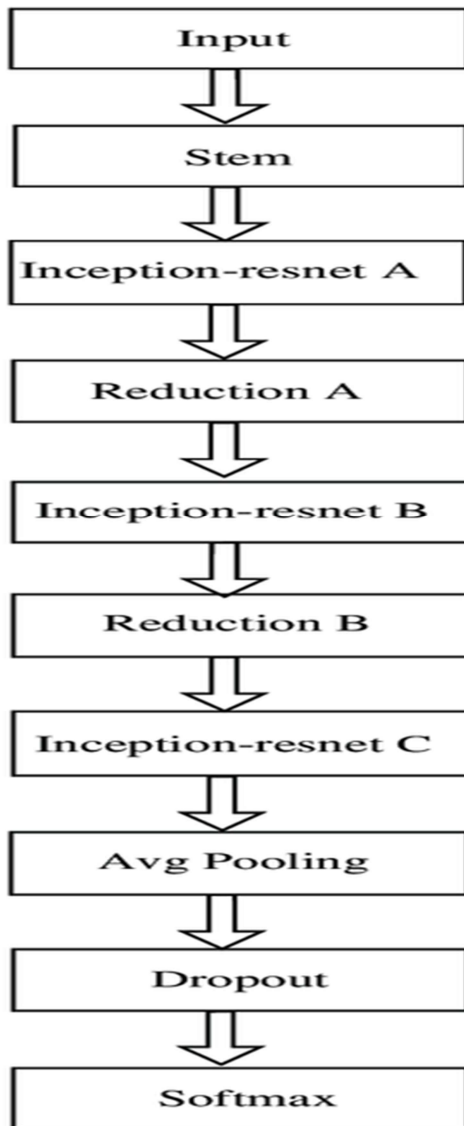 Input
Stem
Inception-resnet A
Reduction A
Inception-resnet B
Reduction B
Inception-resnet C
Avg Pooling
Dropout
Softmax